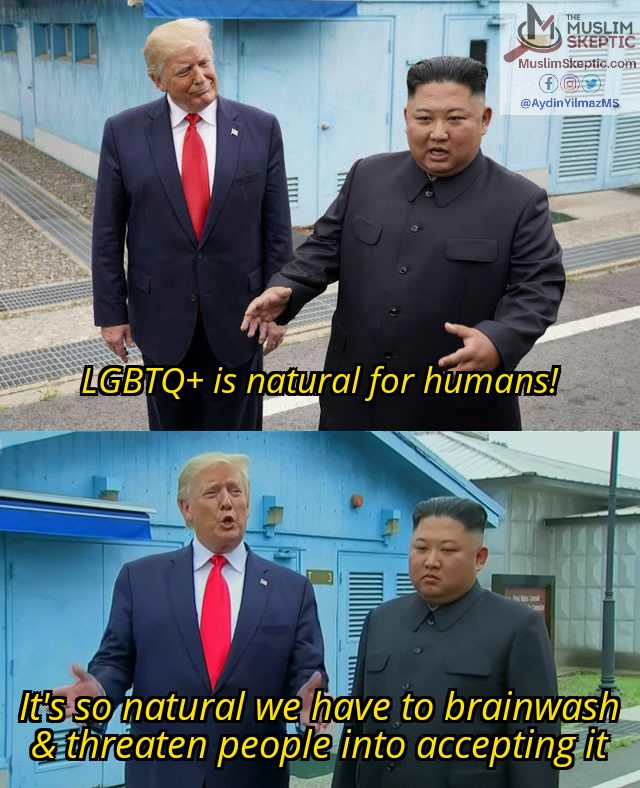 THE
MUSLIM
SKEPTIC
MuslimSkeptic.com
@AydinYilmazMS
LGBTQ+ is natural for humans!
T 3
It's so natural we have to brainwash
& threaten people into accepting it